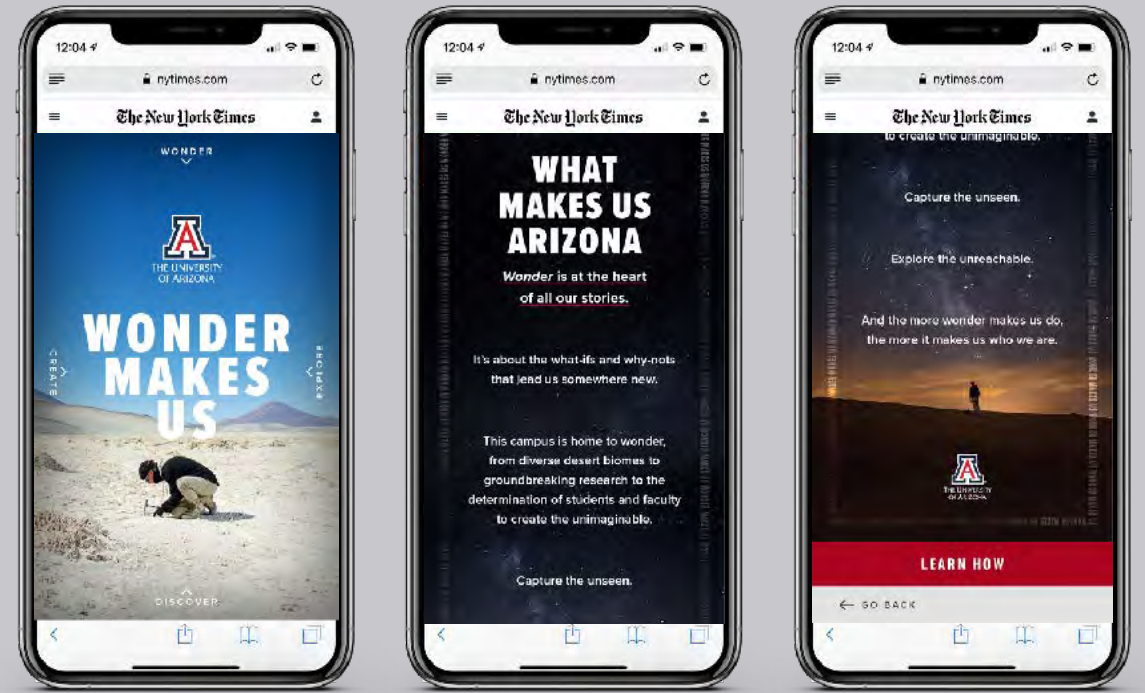 12:04
nytimes.com
The New York Times
WONDER
THE UNIVERSITY
OF ARIZONA
WONDER
MAKES
US
CREATE
EXPLORE
DISCOVER
12:04
nytimes.com
The New York Times
WHAT
MAKES US
ARIZONA
Wonder is at the heart
of all our stories.
It's about the what-ifs and why-nots
that lead us somewhere new.
This campus is home to wonder,
from diverse desert biomes to
groundbreaking research to the
determination of students and faculty
to create the unimaginable.
Capture the unseen.
12:04
nytimes.com
The New York Times
to create the unimaginable.
Capture the unseen.
Explore the unreachable.
And the more wonder makes us do,
the more it makes us who we are.
THE UNIVERSITY
OF ARIZONA
LEARN HOW
GO BACK